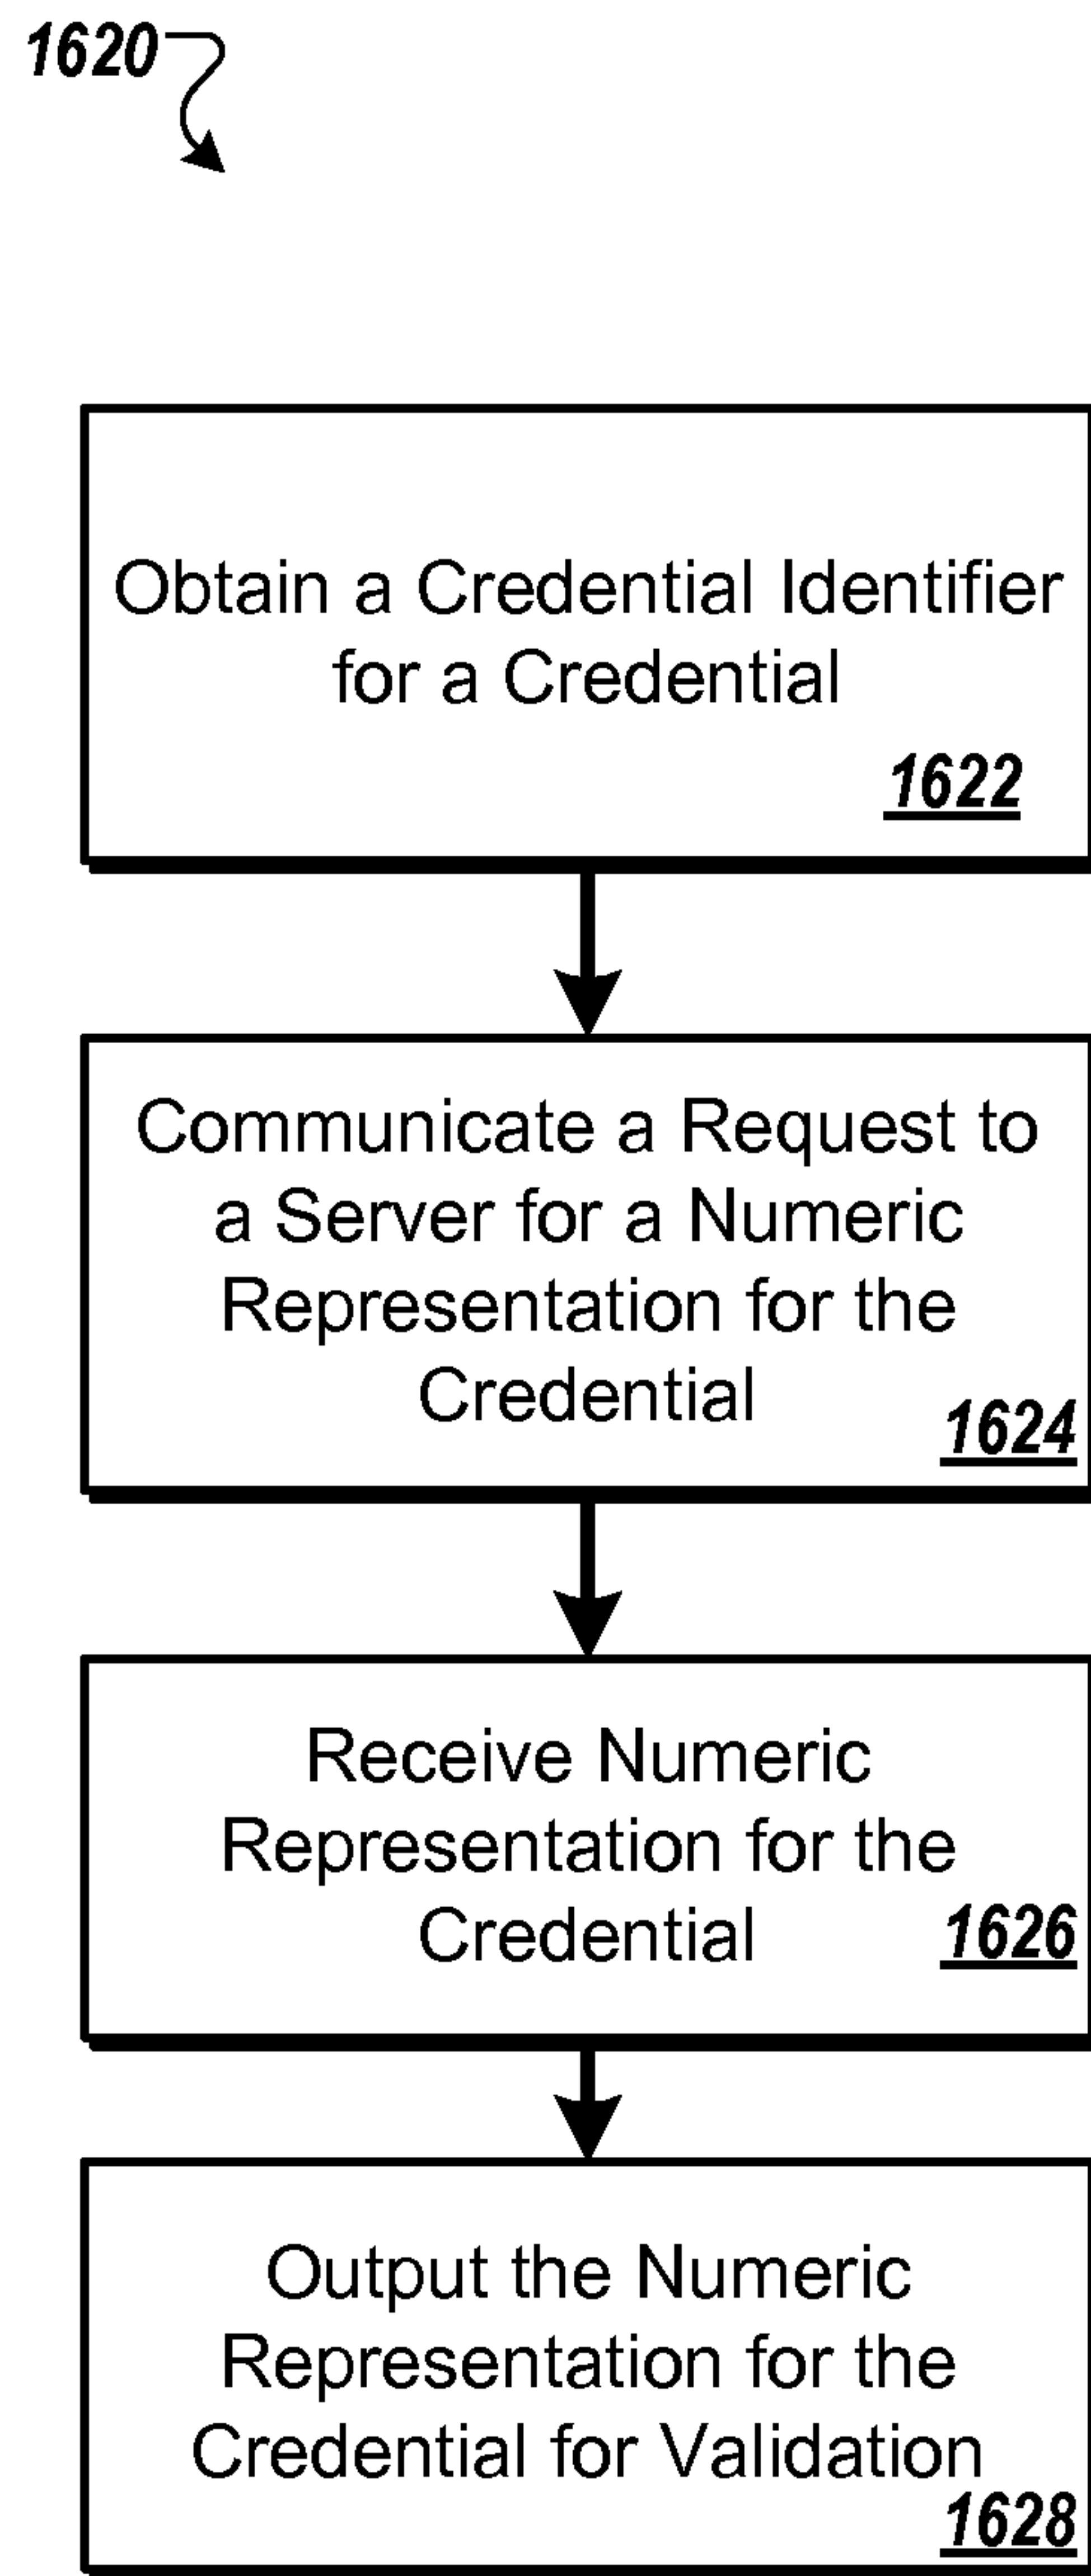 1620
Obtain a Credential Identifier
for a Credential
1622
Communicate a Request to
a Server for a Numeric
Representation for the
Credential
1624
Receive Numeric
Representation for the
Credential
1626
Output the Numeric
Representation for the
Credential for Validation
1628